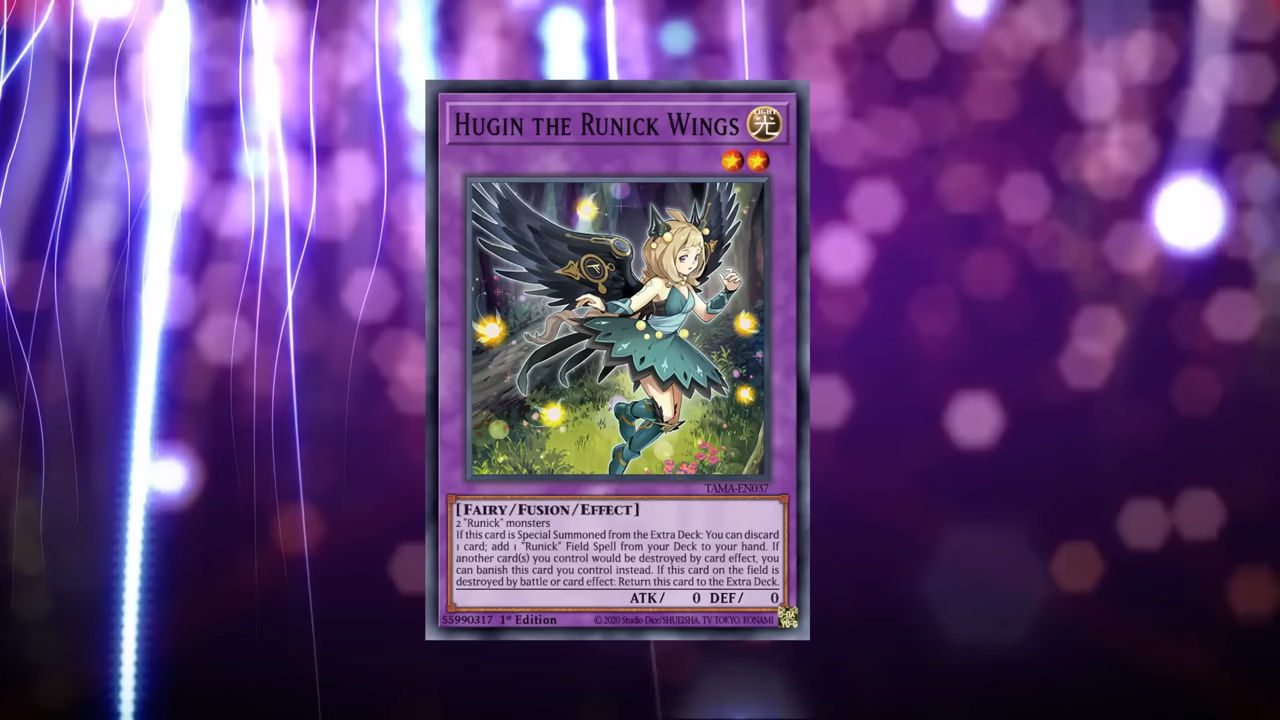 Hugin the Runick Wings
LIGHT
光
TAMA-EN037
[Fairy/Fusion/Effect]
2 "Runick" monsters
If this card is Special Summoned from the Extra Deck: You can discard
1 card; add 1 "Runick" Field Spell from your Deck to your hand. If
another card(s) you control would be destroyed by card effect, you
can banish this card you control instead. If this card on the field is
destroyed by battle or card effect: Return this card to the Extra Deck.
ATK/ 0 DEF/ 0
55990317 1st Edition © 2020 Studio Dice/SHUEISHA, TV TOKYO, KONAMI